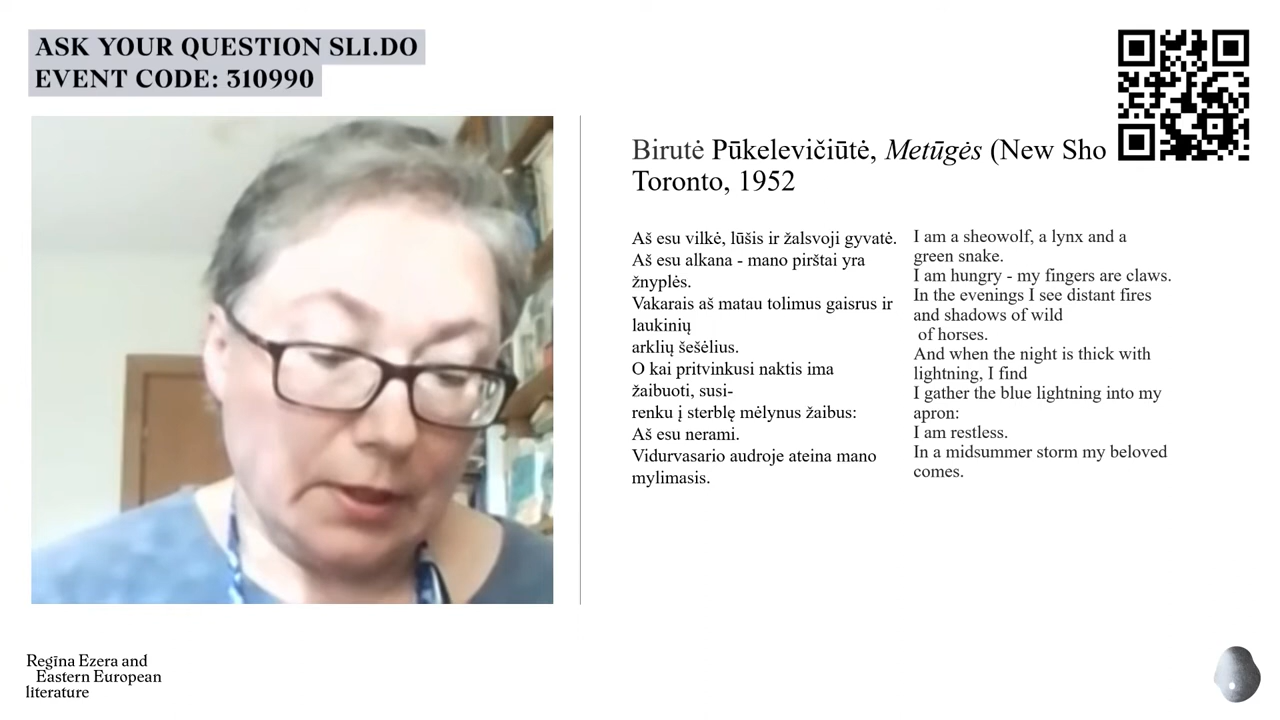 ASK YOUR QUESTION SLI.DO
EVENT CODE: 310990
Birutė Pūkelevičiūtė, Metūgės (New Sho
Toronto, 1952
Aš esu vilkė, lūšis ir žalsvoji gyvatė.
Aš esu alkana - mano pirštai yra
žnyplės.
Vakarais aš matau tolimus gaisrus ir
laukinių
arklių šešėlius.
O kai pritvinkusi naktis ima
žaibuoti, susi-
renku į sterblę mėlynus žaibus:
Aš esu nerami.
Vidurvasario audroje ateina mano
mylimasis.
I am a sheowolf, a lynx and a
green snake.
I am hungry - my fingers are claws.
In the evenings I see distant fires
and shadows of wild
of horses.
And when the night is thick with
lightning, I find
I gather the blue lightning into my
apron:
I am restless.
In a midsummer storm my beloved
comes.
Regīna Ezera and
Eastern European
literature